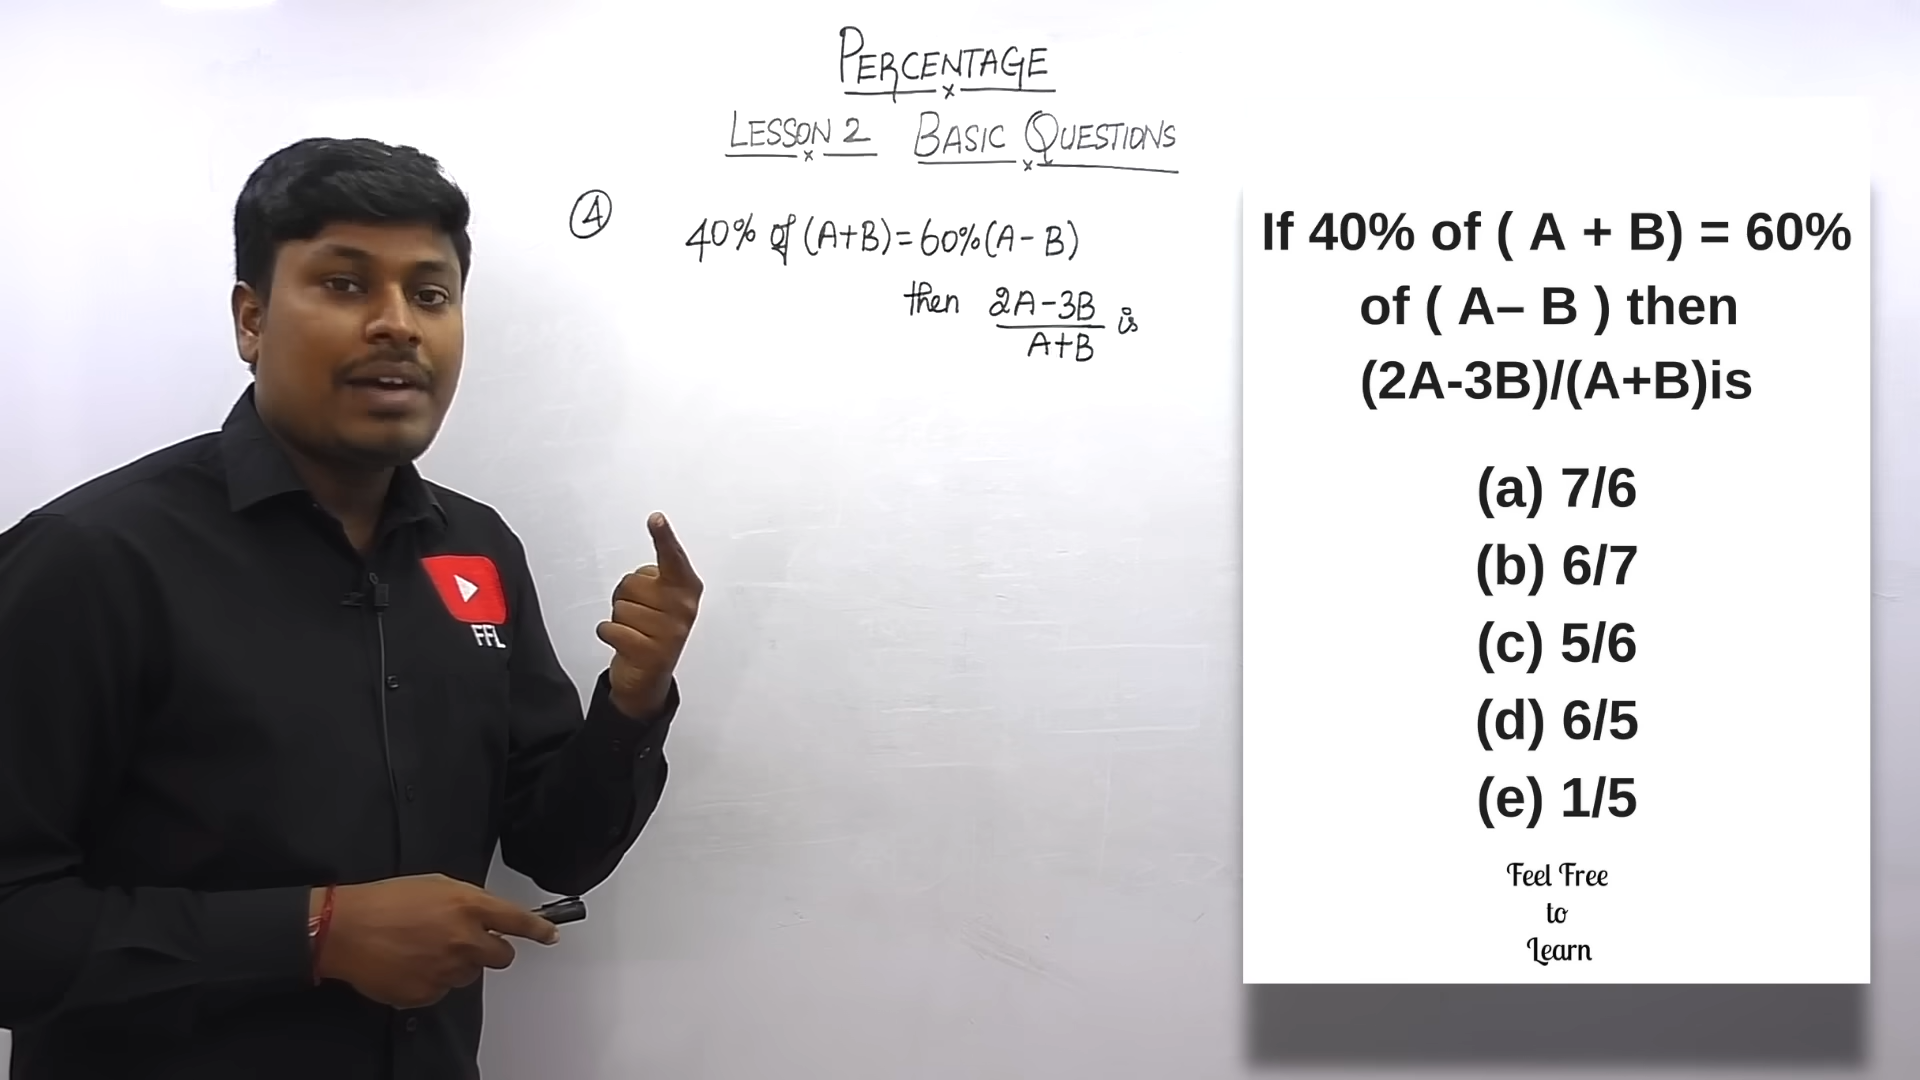 PERCENTAGE
LESSON 2 BASIC QUESTIONS
④ 40% of (A+B)=60%(A-B)
then 2A-3B
A+B is
FFL
If 40% of ( A + B) = 60%
of ( A– B ) then
(2A-3B)/(A+B)is
(a) 7/6
(b) 6/7
(c) 5/6
(d) 6/5
(e) 1/5
Feel Free
to
Learn